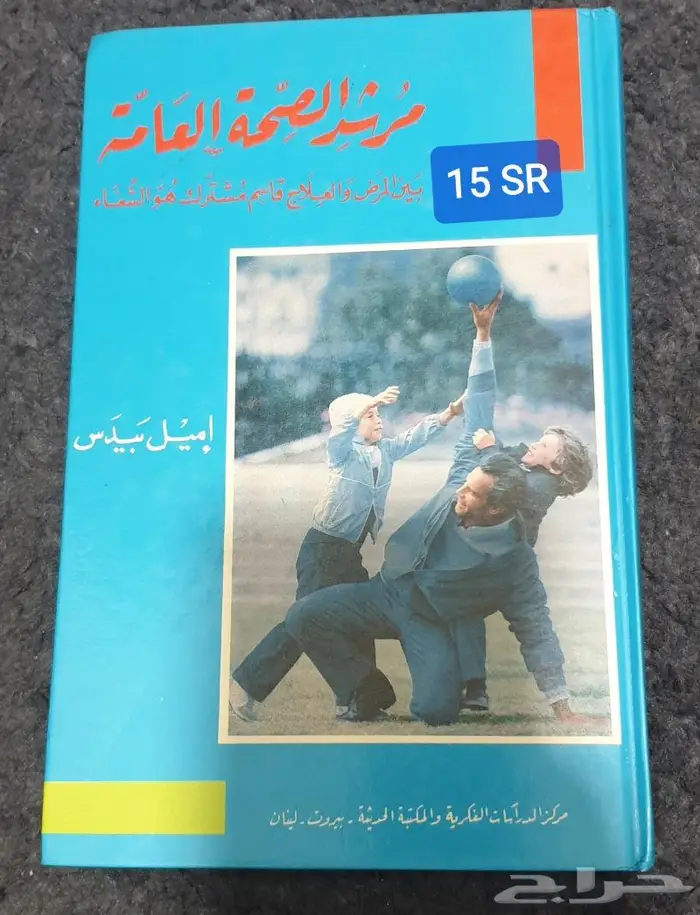 مرشد الصحة العامة
بين المرض والعلاج قاسم مشترك هو الشفاء
15 SR
اميل بيدس
مركز الدراسات الفكرية والمكتبة الحديثة - بيروت - لبنان
حراج